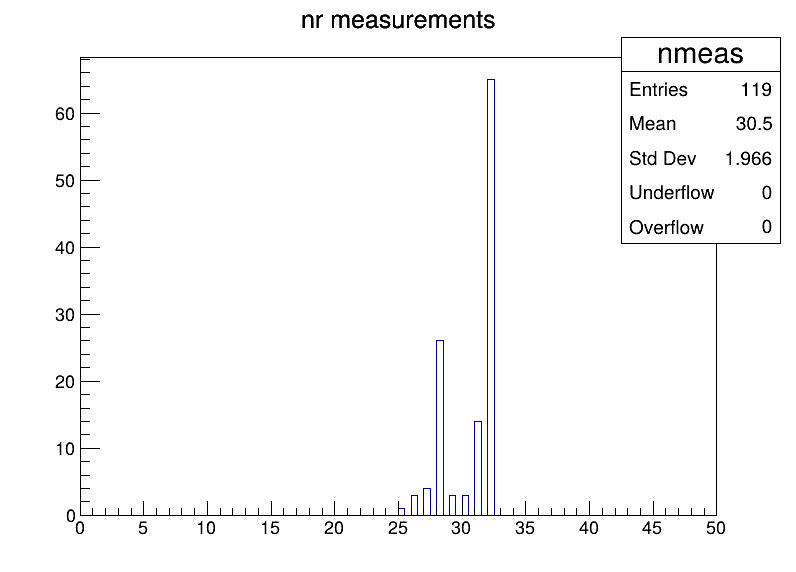 nr measurements
nmeas
Entries 119
Mean 30.5
Std Dev 1.966
Underflow 0
Overflow 0
60
50
40
30
20
10
0
0 5 10 15 20 25 30 35 40 45 50